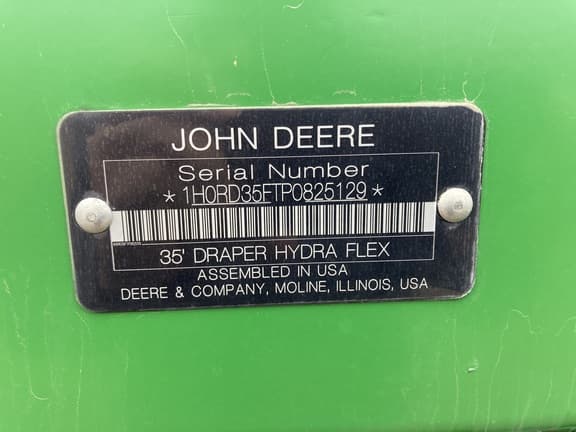 JOHN DEERE
Serial Number
*1H0RD35FTP0825129*
35' DRAPER HYDRA FLEX
ASSEMBLED IN USA
DEERE & COMPANY, MOLINE, ILLINOIS, USA